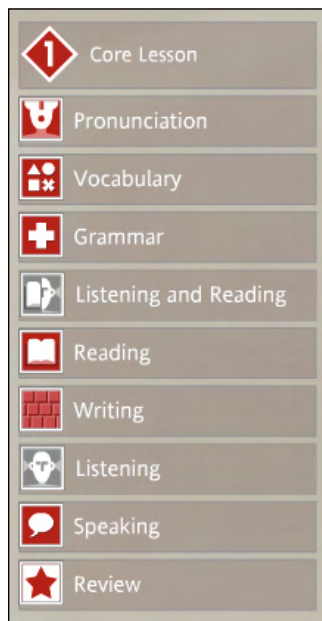 1 Core Lesson
Pronunciation
Vocabulary
Grammar
Listening and Reading
Reading
Writing
Listening
Speaking
Review